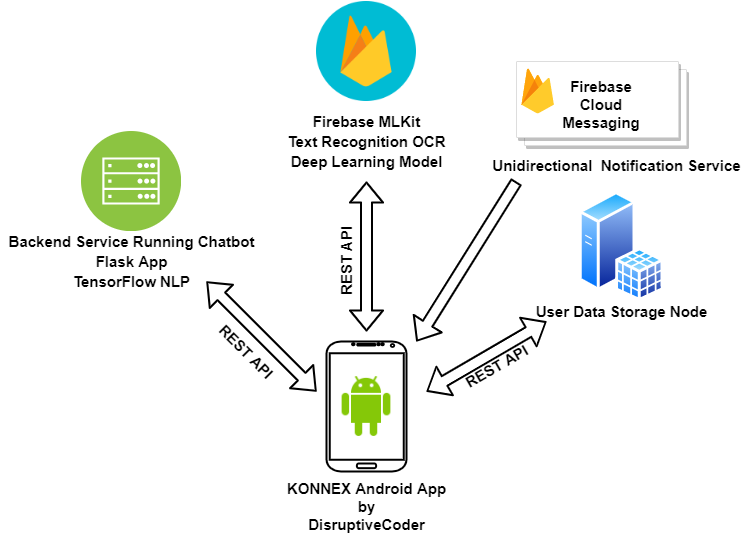 Firebase MLKit
Text Recognition OCR
Deep Learning Model
Firebase
Cloud
Messaging
Unidirectional Notification Service
Backend Service Running Chatbot
Flask App
TensorFlow NLP
User Data Storage Node
REST API
REST API
REST API
KONNEX Android App
by
DisruptiveCoder